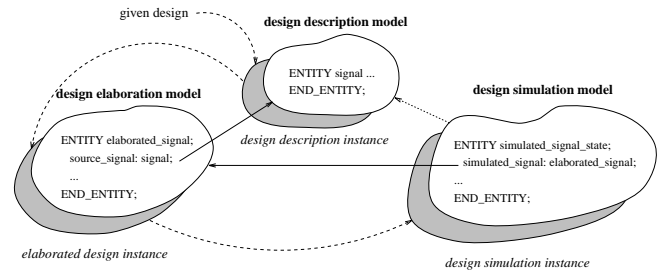 given design
design description model
ENTITY signal ...
END_ENTITY;
design description instance
design elaboration model
ENTITY elaborated_signal;
source_signal: signal;
...
END_ENTITY;
elaborated design instance
design simulation model
ENTITY simulated_signal_state;
simulated_signal: elaborated_signal;
...
END_ENTITY;
design simulation instance